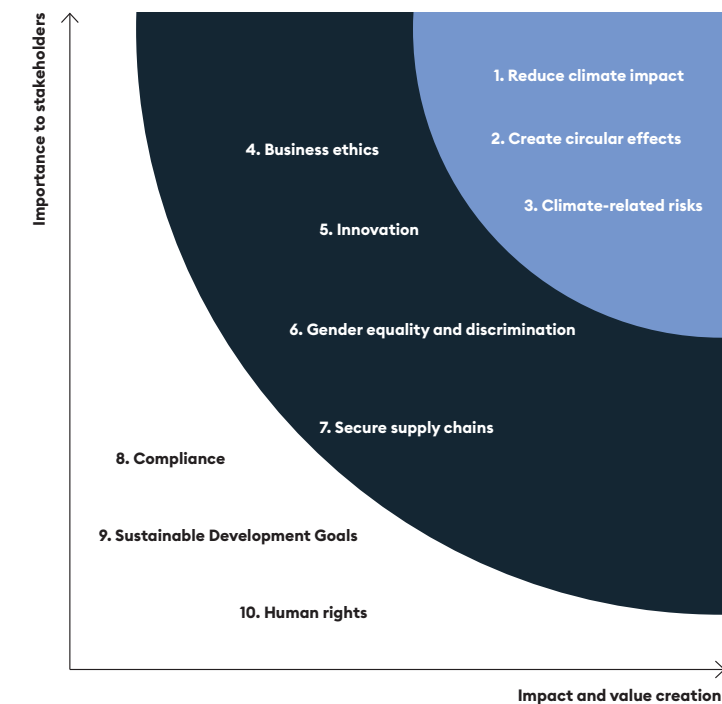 Importance to stakeholders
1. Reduce climate impact
2. Create circular effects
4. Business ethics
3. Climate-related risks
5. Innovation
6. Gender equality and discrimination
7. Secure supply chains
8. Compliance
9. Sustainable Development Goals
10. Human rights
Impact and value creation